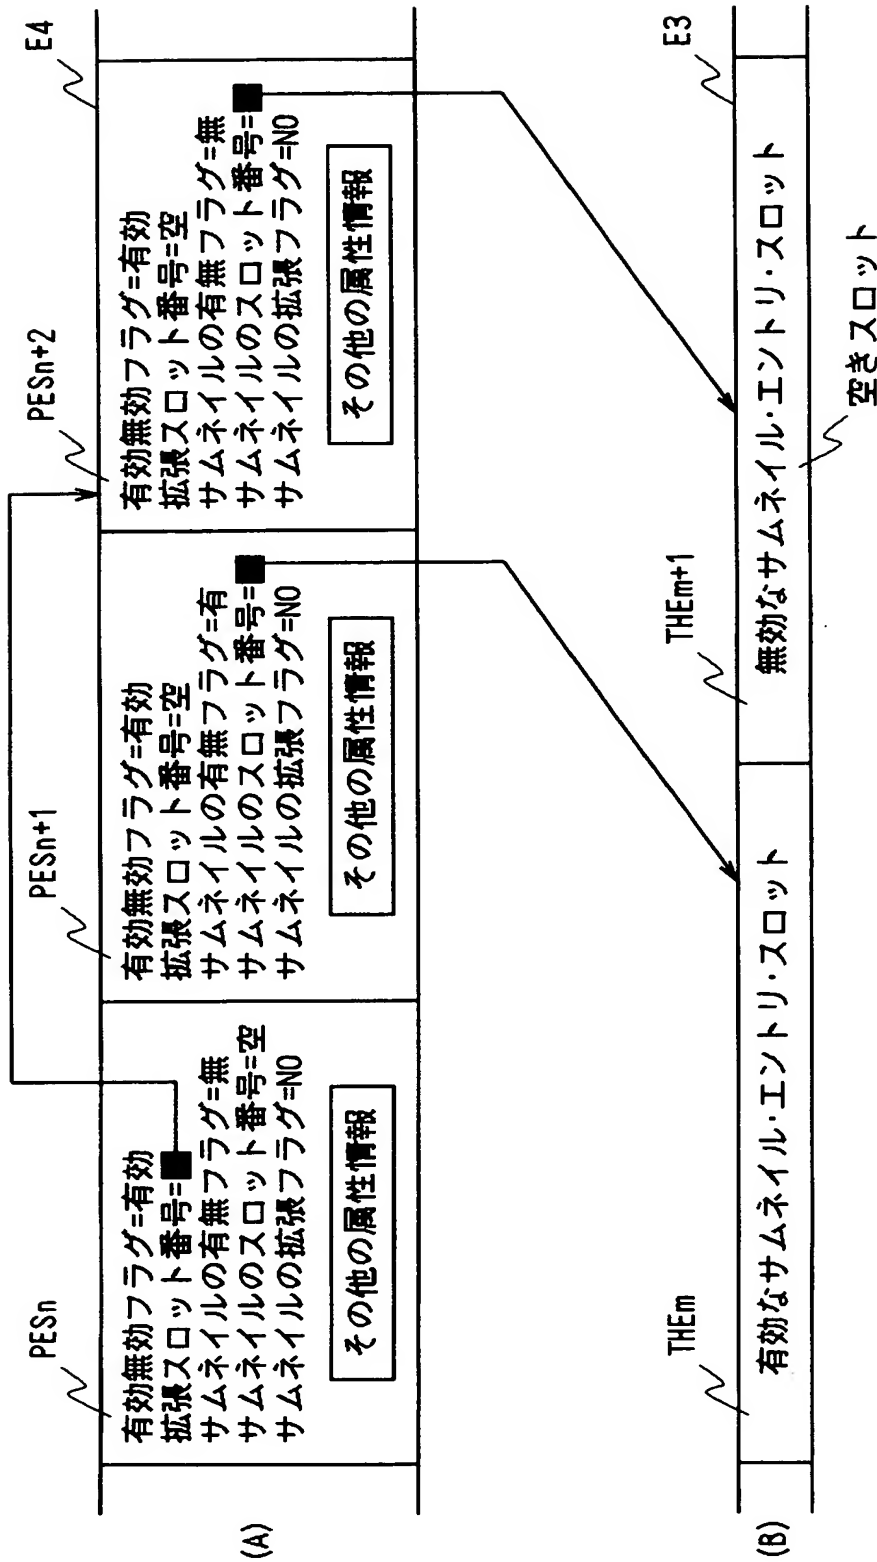 (A)
PESn
有効無効フラグ=有効
拡張スロット番号=■
サムネイルの有無フラグ=無
サムネイルのスロット番号=空
サムネイルの拡張フラグ=NO
その他の属性情報
PESn+1
有効無効フラグ=有効
拡張スロット番号=空
サムネイルの有無フラグ=有
サムネイルのスロット番号=■
サムネイルの拡張フラグ=NO
その他の属性情報
PESn+2
有効無効フラグ=有効
拡張スロット番号=空
サムネイルの有無フラグ=無
サムネイルのスロット番号=■
サムネイルの拡張フラグ=NO
その他の属性情報
E4
(B)
THEm
有効なサムネイル・エントリ・スロット
THEm+1
無効なサムネイル・エントリ・スロット
空きスロット
E3